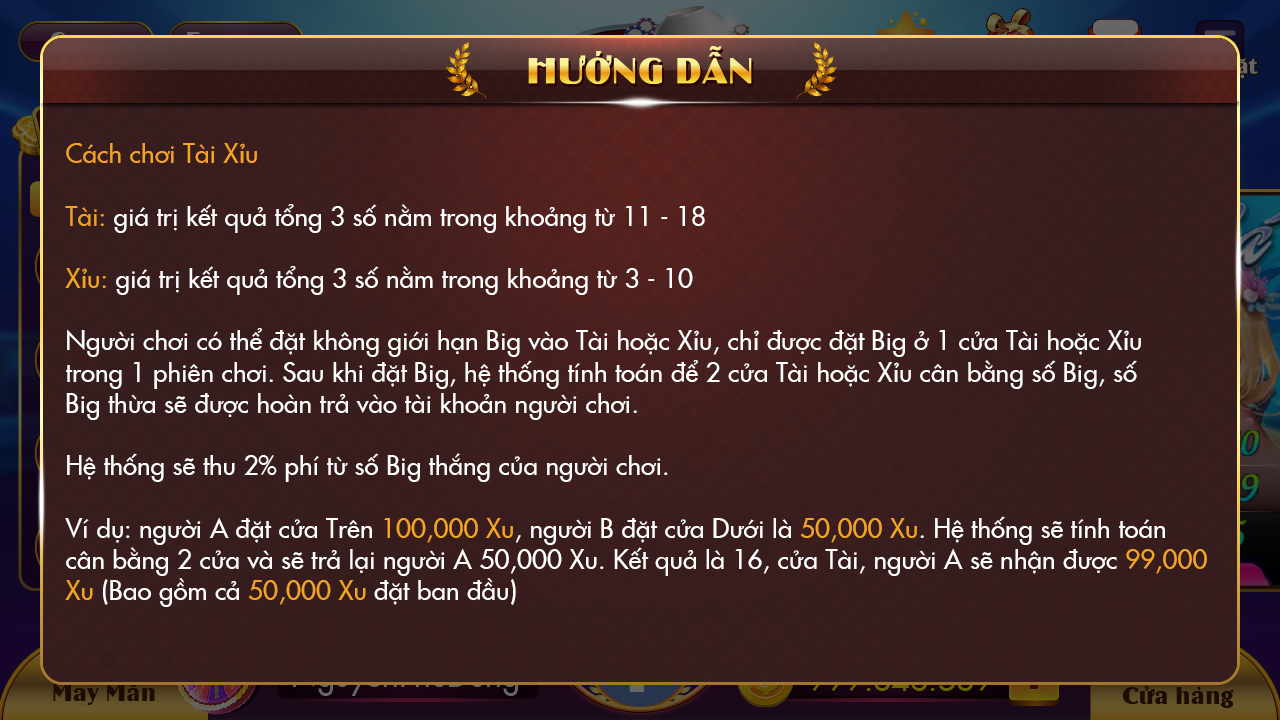 HƯỚNG DẪN
Cách chơi Tài Xỉu
Tài: giá trị kết quả tổng 3 số nằm trong khoảng từ 11 - 18
Xỉu: giá trị kết quả tổng 3 số nằm trong khoảng từ 3 - 10
Người chơi có thể đặt không giới hạn Big vào Tài hoặc Xỉu, chỉ được đặt Big ở 1 cửa Tài hoặc Xỉu
trong 1 phiên chơi. Sau khi đặt Big, hệ thống tính toán để 2 cửa Tài hoặc Xỉu cân bằng số Big, số
Big thừa sẽ được hoàn trả vào tài khoản người chơi.
Hệ thống sẽ thu 2% phí từ số Big thắng của người chơi.
Ví dụ: người A đặt cửa Trên 100,000 Xu, người B đặt cửa Dưới là 50,000 Xu. Hệ thống sẽ tính toán
cân bằng 2 cửa và sẽ trả lại người A 50,000 Xu. Kết quả là 16, cửa Tài, người A sẽ nhận được 99,000
Xu (Bao gồm cả 50,000 Xu đặt ban đầu)
May Mắn
Cửa hàng